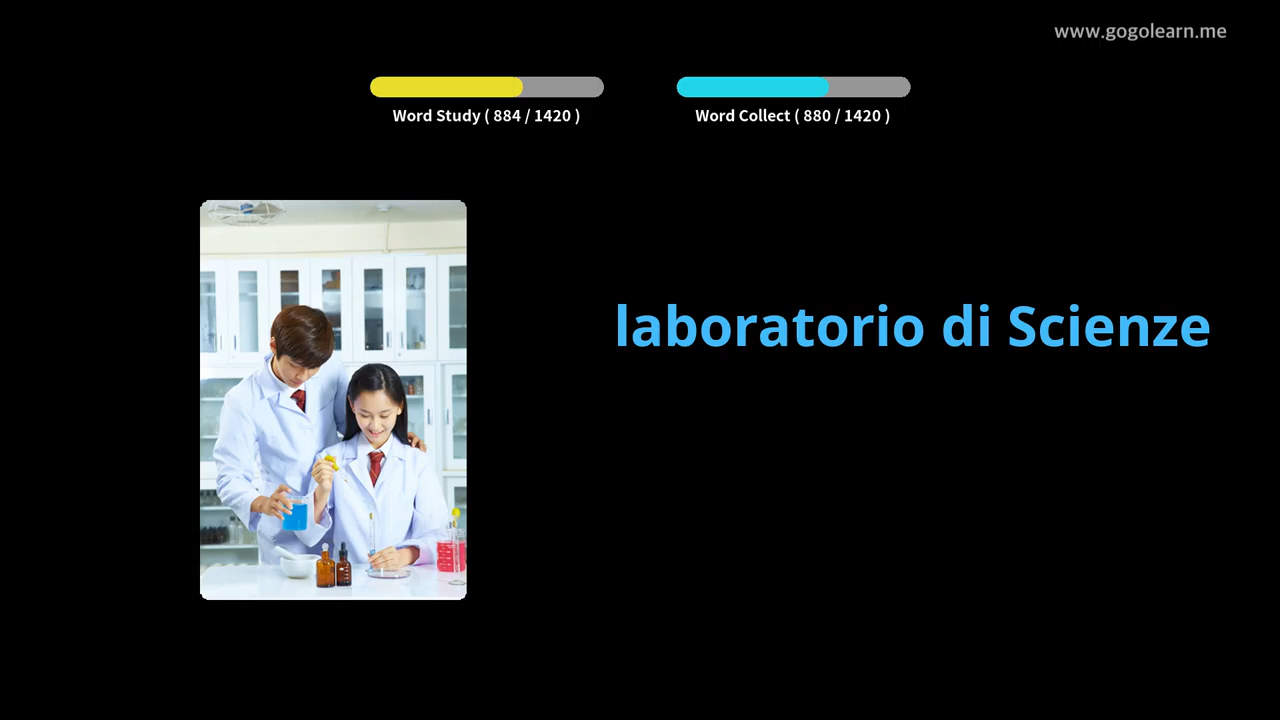 www.gogolearn.me
Word Study ( 884 / 1420 )
Word Collect ( 880 / 1420 )
laboratorio di Scienze